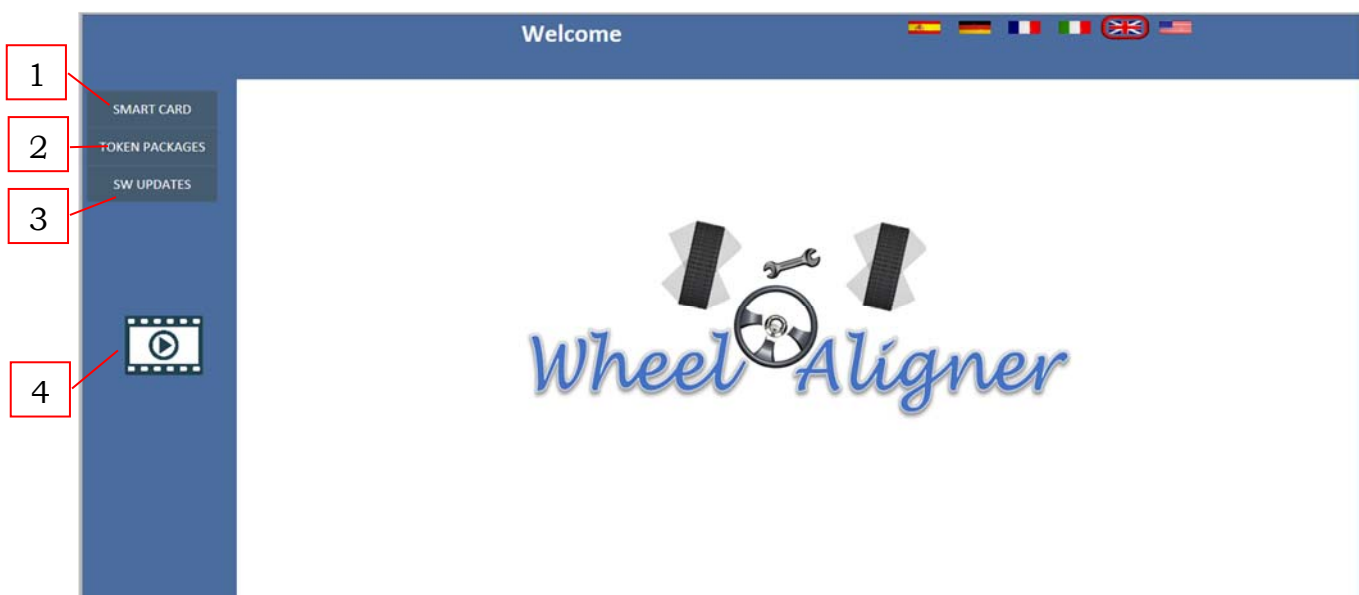 Welcome
1
SMART CARD
2
TOKEN PACKAGES
SW UPDATES
3
Wheel Aligner
4